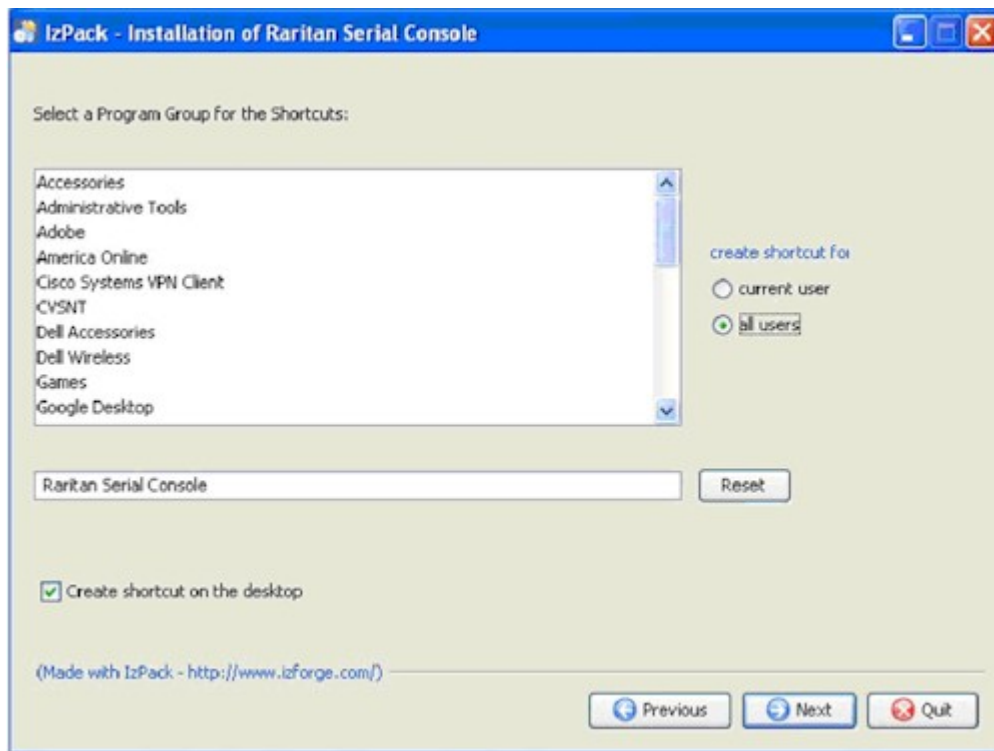 IzPack - Installation of Raritan Serial Console
Select a Program Group for the Shortcuts:
Accessories
Administrative Tools
Adobe
America Online
Cisco Systems VPN Client
CVSNT
Dell Accessories
Dell Wireless
Games
Google Desktop
create shortcut for
current user
all users
Raritan Serial Console
Reset
Create shortcut on the desktop
(Made with IzPack - http://www.izforge.com/)
Previous
Next
Quit